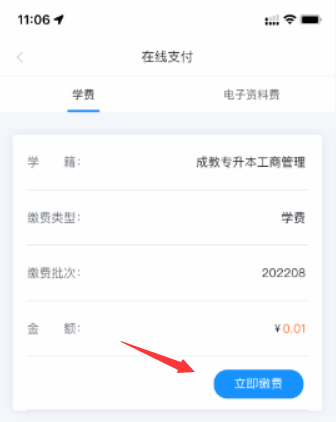 11:06
在线支付
学费 电子资料费
学 籍: 成教专升本工商管理
缴费类型: 学费
缴费批次: 202208
金 额: ¥0.01
立即缴费